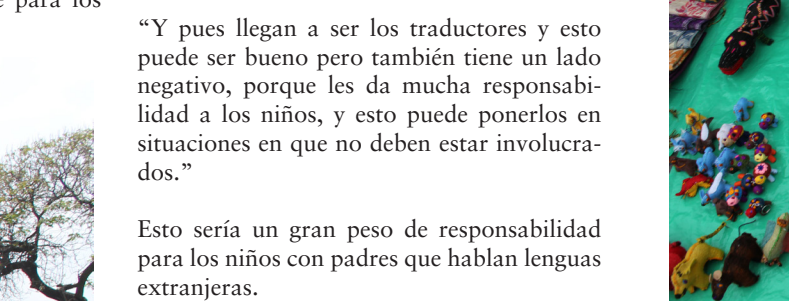 para los
“Y pues llegan a ser los traductores y esto
puede ser bueno pero también tiene un lado
negativo, porque les da mucha responsabi-
lidad a los niños, y esto puede ponerlos en
situaciones en que no deben estar involucra-
dos.”
Esto sería un gran peso de responsabilidad
para los niños con padres que hablan lenguas
extranjeras.